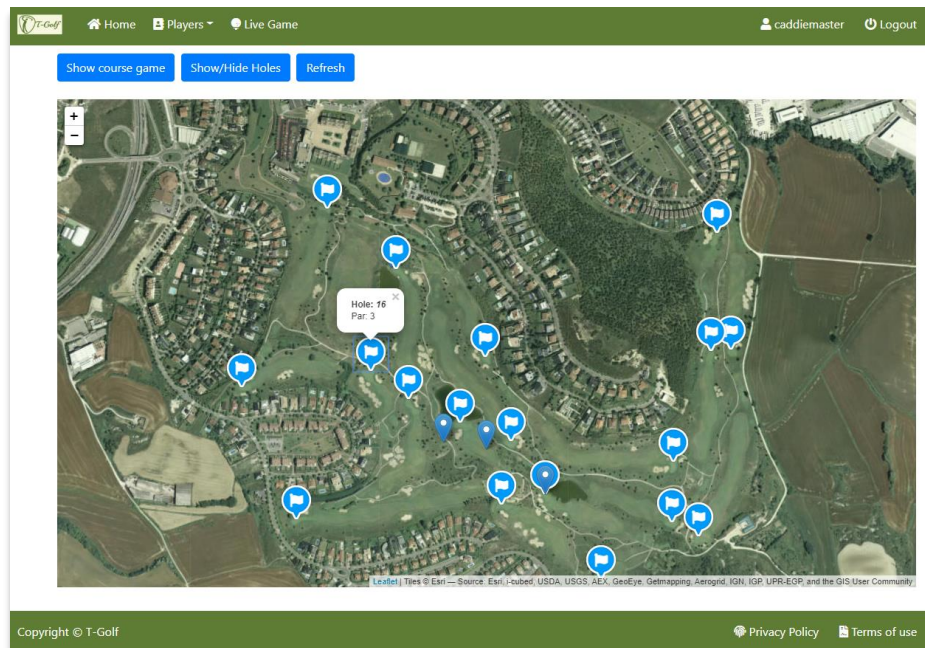 T-Golf
Home
Players
Live Game
caddiemaster
Logout
Show course game
Show/Hide Holes
Refresh
+
−
Hole: 16
×
Par: 3
Leaflet | Tiles © Esri — Source: Esri, i-cubed, USDA, USGS, AEX, GeoEye, Getmapping, Aerogrid, IGN, IGP, UPR-EGP, and the GIS User Community
Copyright © T-Golf
Privacy Policy
Terms of use